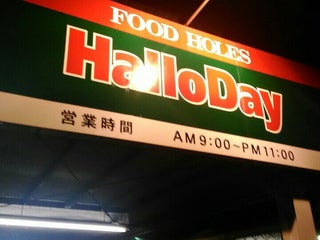 FOOD HOLES
HalloDay
営業時間 AM9:00~PM11:00